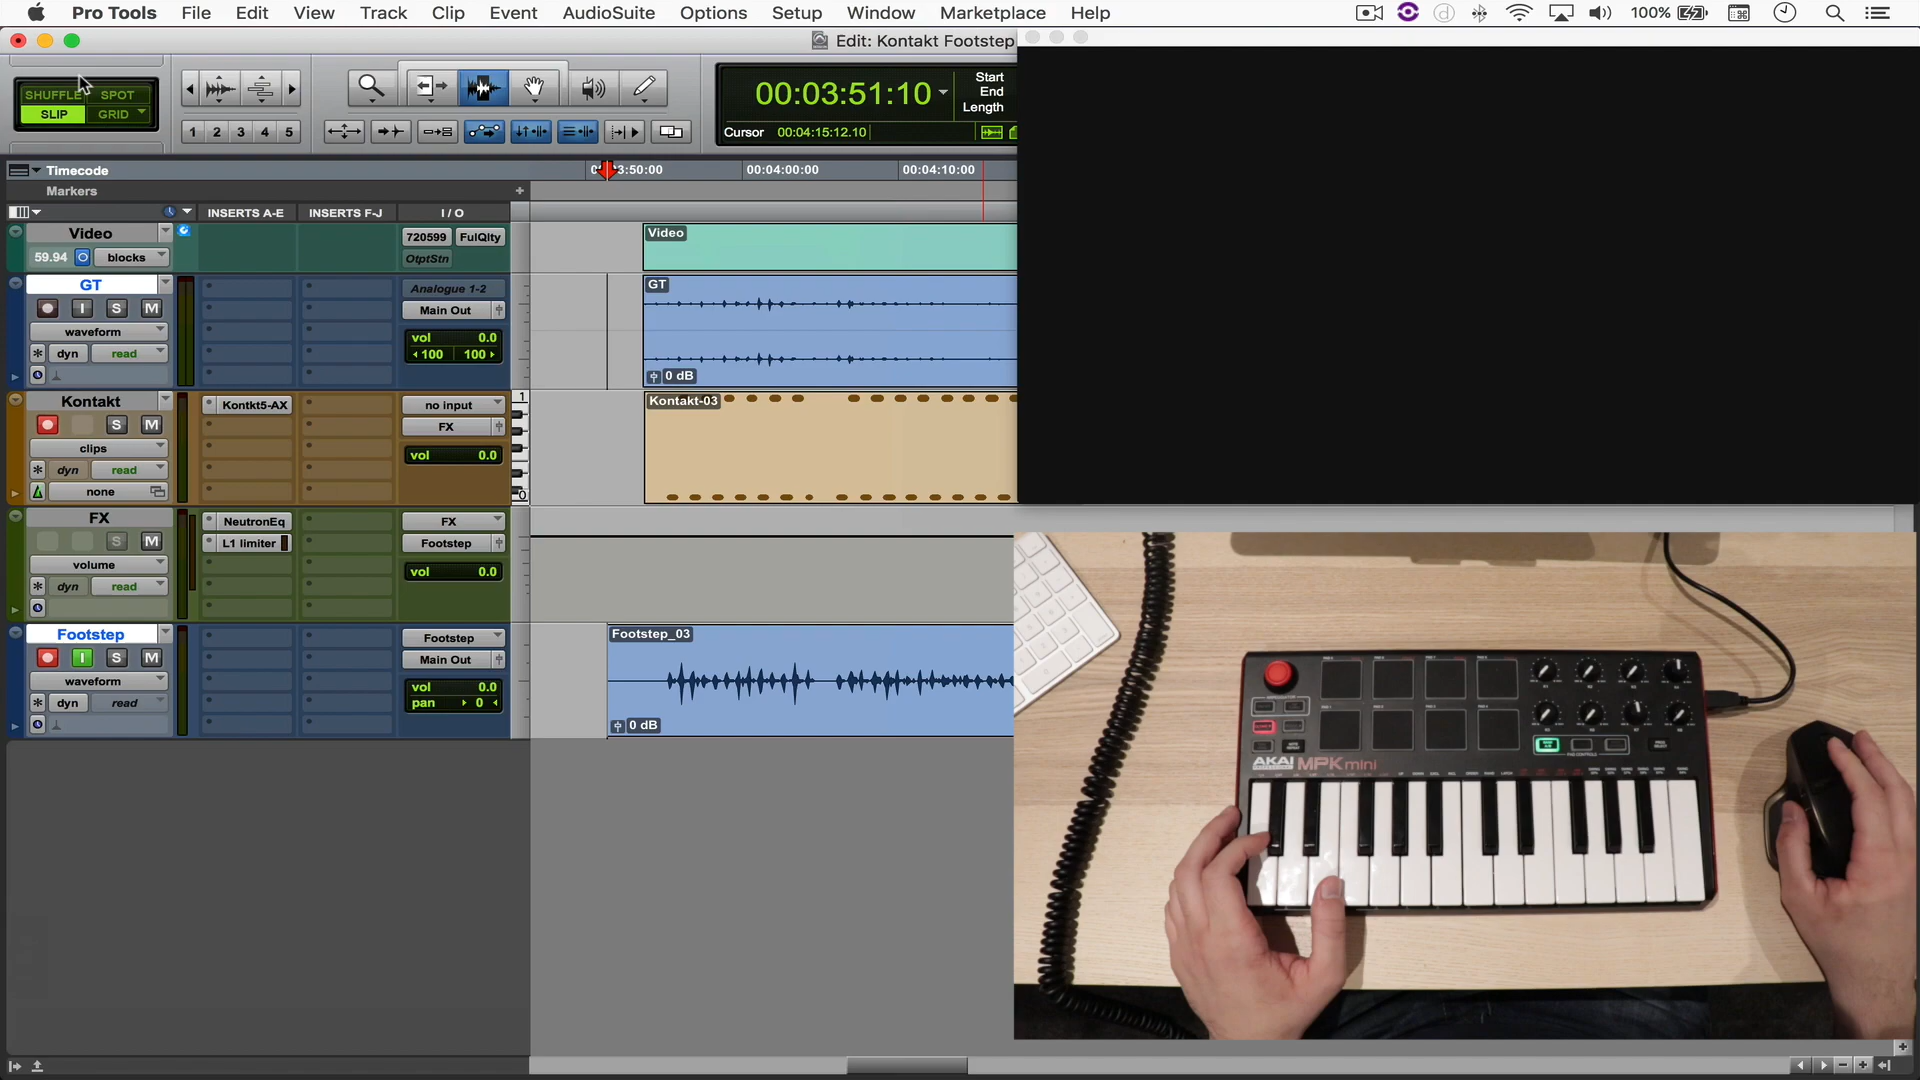 Pro Tools File Edit View Track Clip Event AudioSuite Options Setup Window Marketplace Help 100%
Edit: Kontakt Footstep
SHUFFLE SPOT
SLIP GRID
1 2 3 4 5
00:03:51:10
Start
End
Length
Cursor 00:04:15:12.10
Timecode
3:50:00 00:04:00:00 00:04:10:00
Markers
INSERTS A-E INSERTS F-J I / O
Video
720599 FulQlty
59.94 blocks
OtptStn
Video
GT
Analogue 1-2
I S M
Main Out
waveform
vol 0.0
dyn read
100 100
GT
0 dB
Kontakt
Kontkt5-AX
no input
1
S M
FX
clips
vol 0.0
dyn read
none
0
Kontakt-03
FX
NeutronEq
FX
S M
L1 limiter
Footstep
volume
vol 0.0
dyn read
Footstep
Footstep
I S M
Main Out
waveform
vol 0.0
dyn read
pan 0
Footstep_03
0 dB
AKAI MPK mini